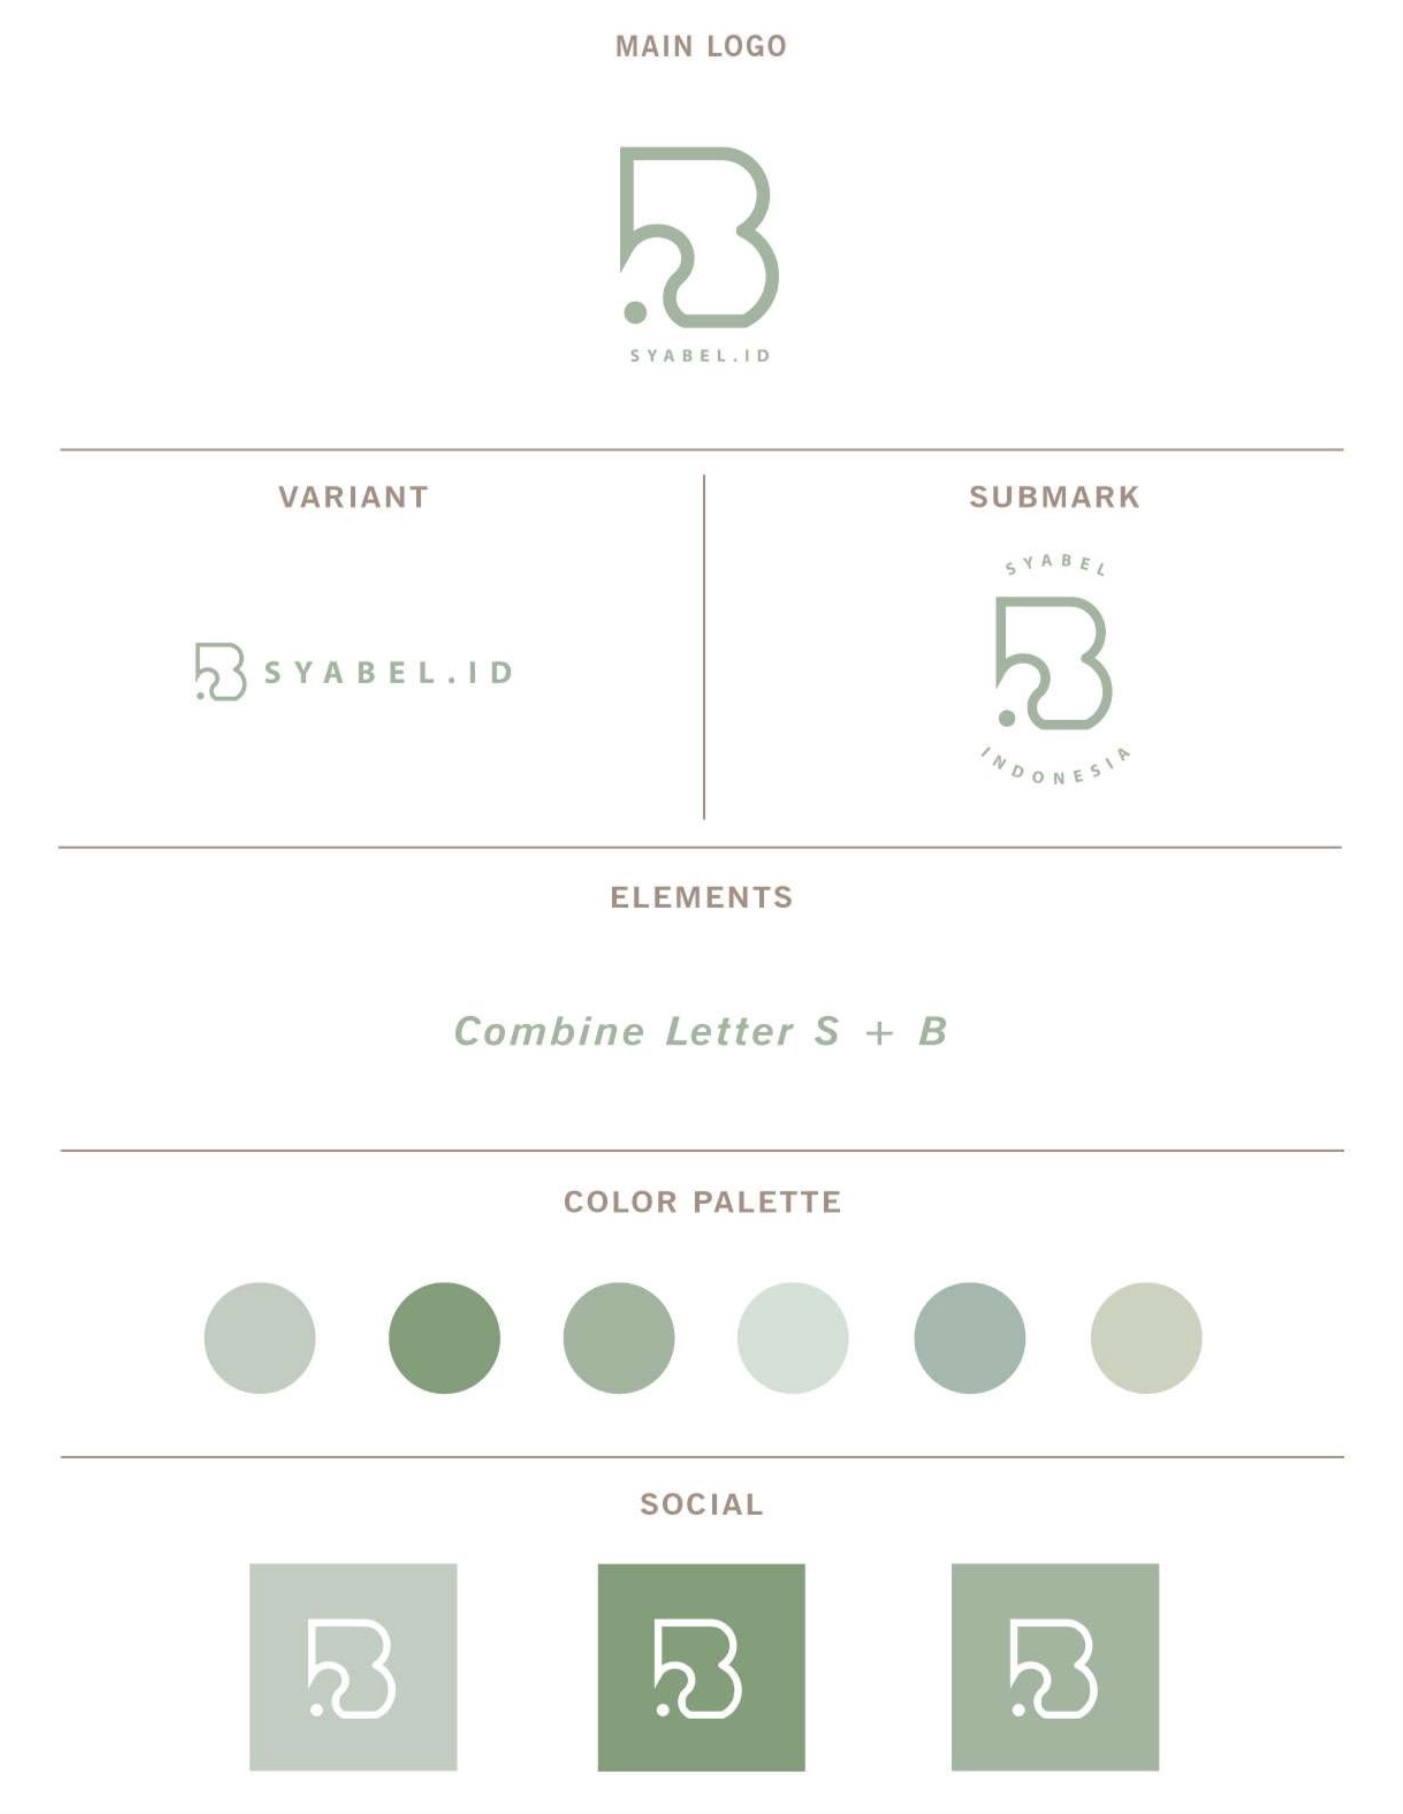 MAIN LOGO
SYABEL.ID
VARIANT
SYABEL.ID
SUBMARK
SYABEL
INDONESIA
ELEMENTS
Combine Letter S + B
COLOR PALETTE
SOCIAL